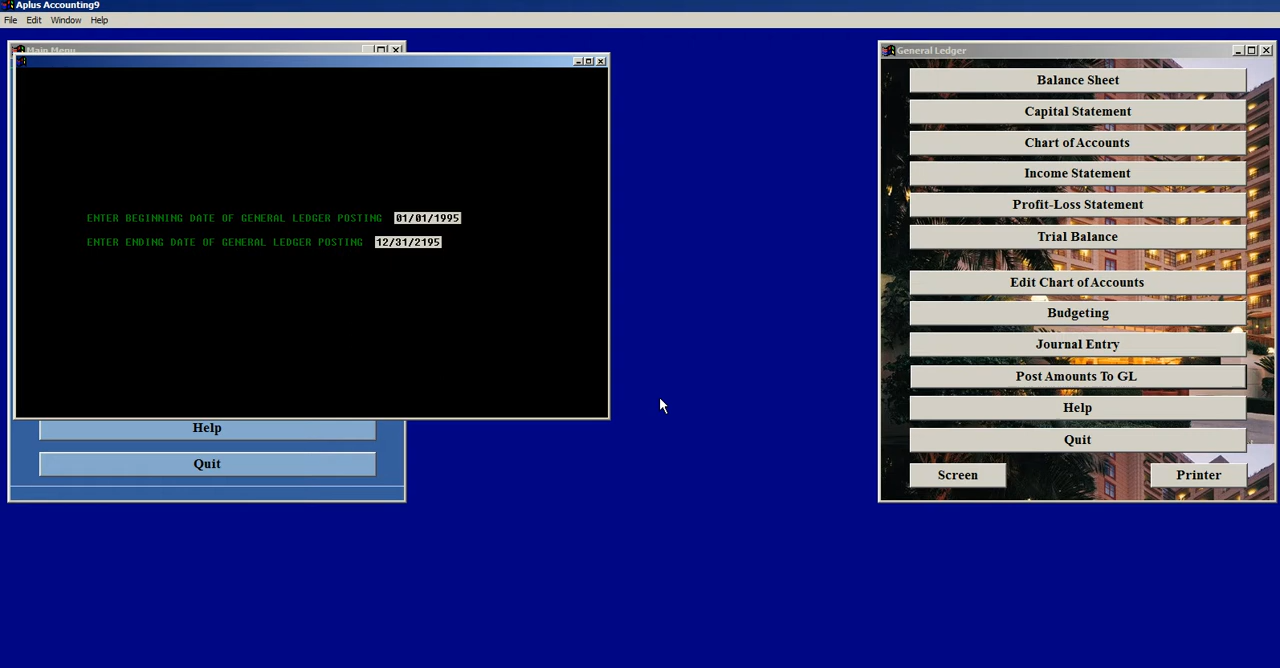 Aplus Accounting9
File Edit Window Help
Main Menu
ENTER BEGINNING DATE OF GENERAL LEDGER POSTING 01/01/1995
ENTER ENDING DATE OF GENERAL LEDGER POSTING 12/31/2195
Help
Quit
General Ledger
Balance Sheet
Capital Statement
Chart of Accounts
Income Statement
Profit-Loss Statement
Trial Balance
Edit Chart of Accounts
Budgeting
Journal Entry
Post Amounts To GL
Help
Quit
Screen Printer